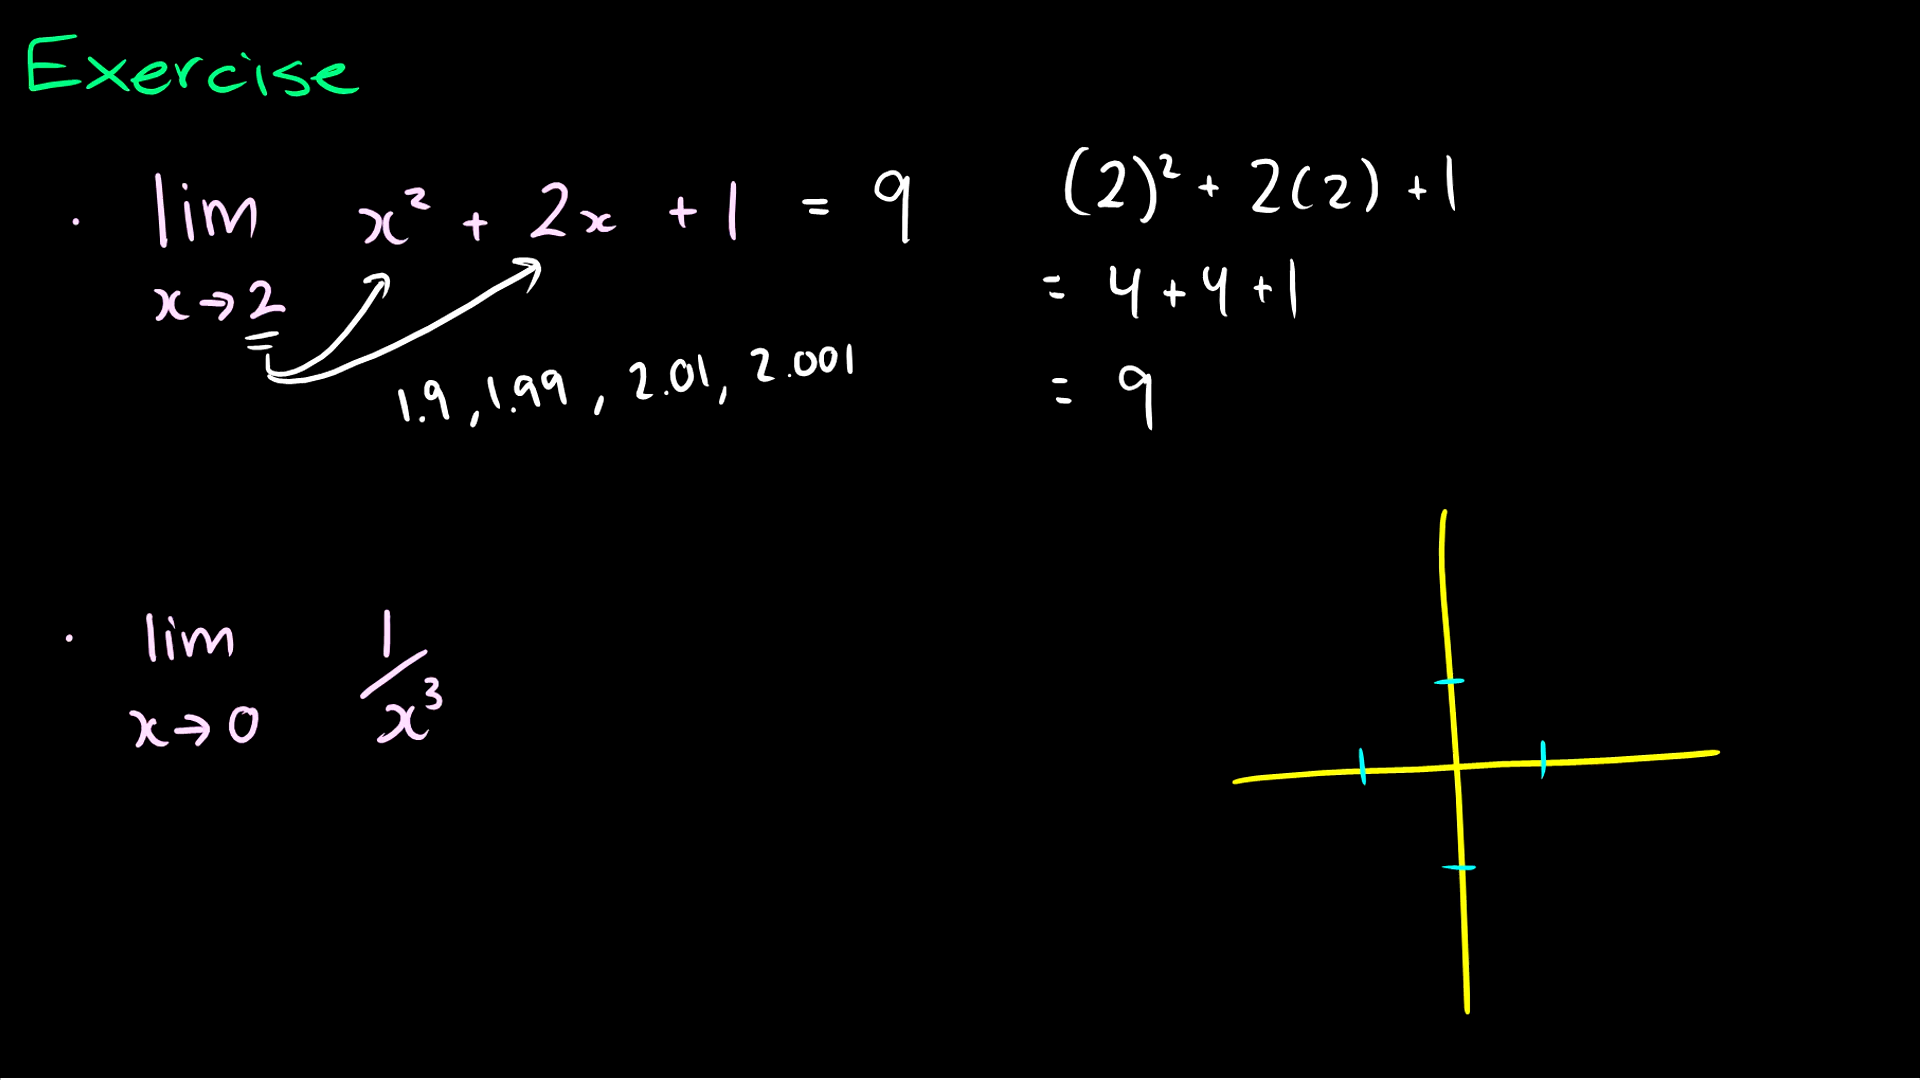 Exercise
· lim x² + 2x + 1 = 9
x→2
1.9, 1.99, 2.01, 2.001
(2)² + 2(2) + 1
= 4 + 4 + 1
= 9
· lim 1/x³
x→0